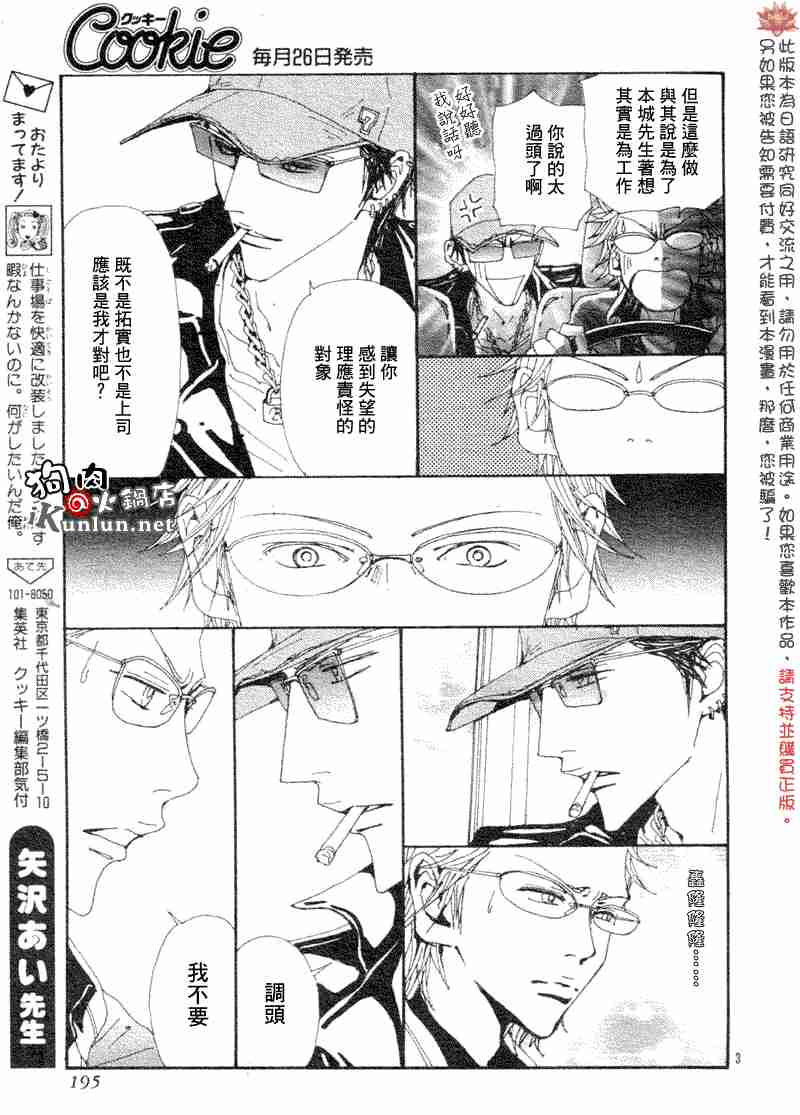 クッキー
Cookie
毎月26日発売
但是這麼做
與其說是為了
本城先生著想
其實是為工作
你說的太
過頭了啊
好好聽
我說話呀
7
讓你
感到失望的
理應責怪的
對象
既不是拓實也不是上司
應該是我才對吧?
轟隆隆隆……
調頭
我不要
おたより
まってます!
仕事場を快適に改装しました
す
暇なんかないのに。何がしたいんだ俺。
あて先
101-8050
東京都千代田区一ツ橋2-5-10
集英社 クッキー編集部気付
矢沢あい先生
狗肉
@火鍋店
iKunlun.net
此版本為日語研究同好交流之用,請勿用於任何商業用途。如果您喜歡本作品,請支持並購買正版。
另如果您被告知需要付費,才能看到本漫畫,那麼,您被騙了!
3
195